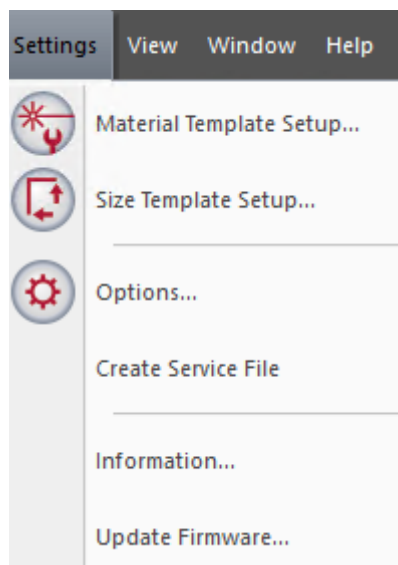 Settings View Window Help
Material Template Setup...
Size Template Setup...
Options...
Create Service File
Information...
Update Firmware...